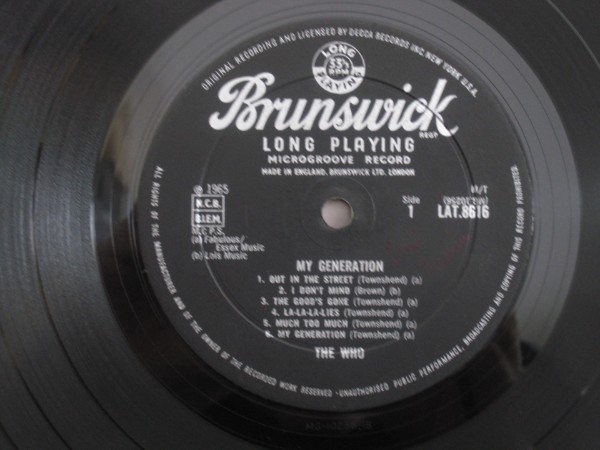 ORIGINAL RECORDING AND LICENSED BY DECCA RECORDS INC. NEW YORK U.S.A.
LONG
33⅓
RPM
PLAYING
Brunswick
REGD
LONG PLAYING
MICROGROOVE RECORD
MADE IN ENGLAND. BRUNSWICK LTD. LONDON
℗ 1965
N.C.B.
B.I.E.M.
M.C.P.S.
(a) Fabulous/
Essex Music
(b) Lois Music
M/T
Side
1
LAT.8616
MY GENERATION
1. OUT IN THE STREET (Townshend) (a)
2. I DON'T MIND (Brown) (b)
3. THE GOOD'S GONE (Townshend) (a)
4. LA-LA-LA-LIES (Townshend) (a)
5. MUCH TOO MUCH (Townshend) (a)
6. MY GENERATION (Townshend) (a)
THE WHO
ALL RIGHTS OF THE MANUFACTURER AND OF THE OWNER OF THE RECORDED WORK RESERVED · UNAUTHORISED PUBLIC PERFORMANCE, BROADCASTING AND COPYING OF THIS RECORD PROHIBITED.